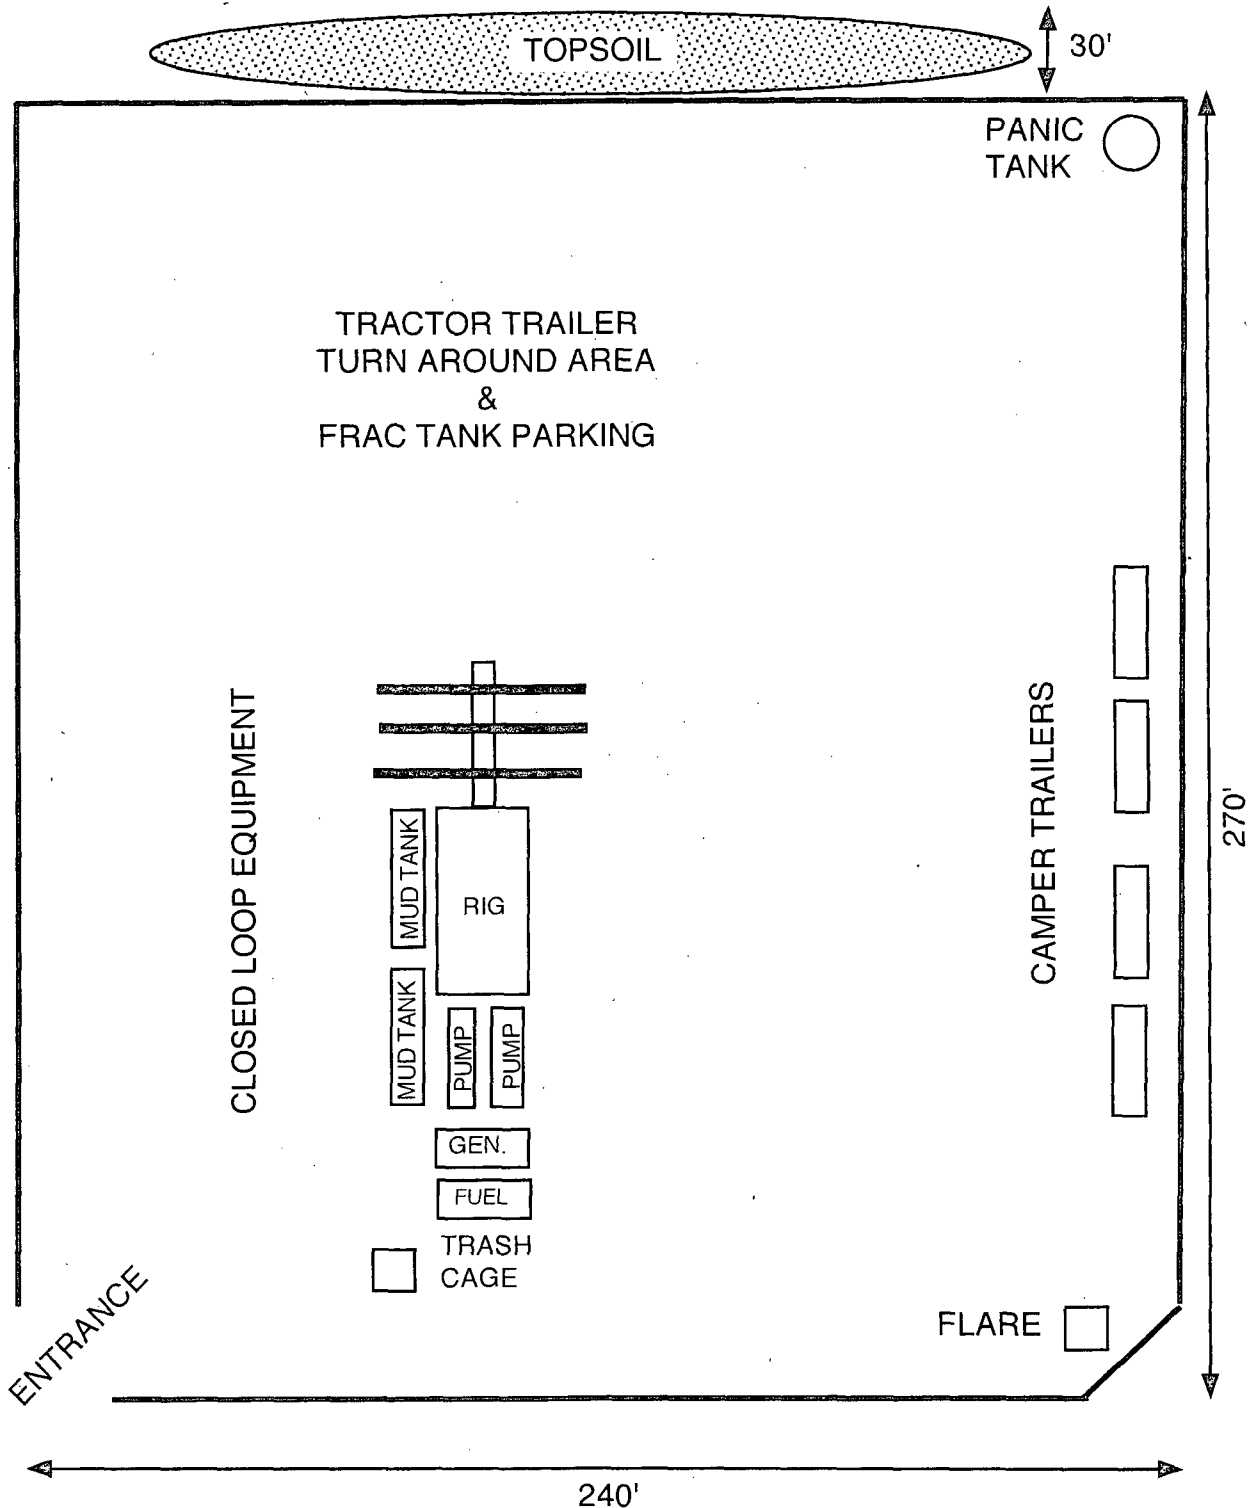 TOPSOIL
30'
PANIC
TANK
TRACTOR TRAILER
TURN AROUND AREA
&
FRAC TANK PARKING
CLOSED LOOP EQUIPMENT
MUD TANK
RIG
CAMPER TRAILERS
270'
MUD TANK
PUMP
PUMP
GEN.
FUEL
TRASH
CAGE
ENTRANCE
FLARE
240'